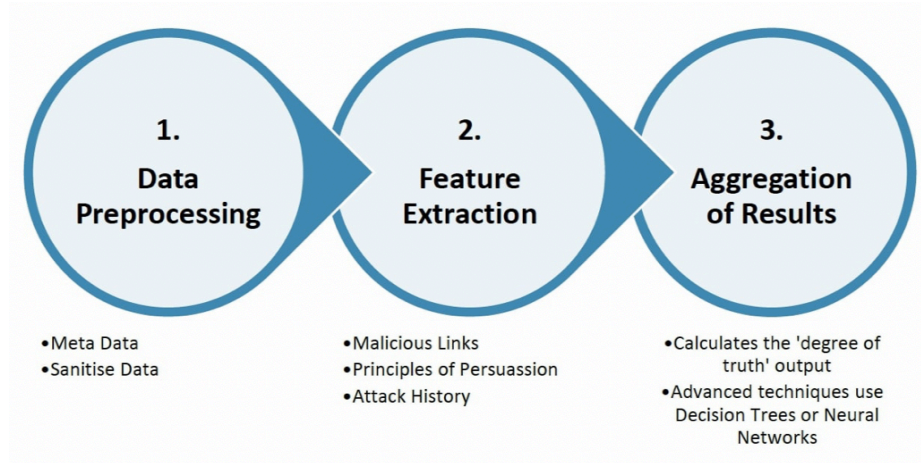 1.
Data
Preprocessing
•Meta Data
•Sanitise Data
2.
Feature
Extraction
•Malicious Links
•Principles of Persuassion
•Attack History
3.
Aggregation
of Results
•Calculates the 'degree of
truth' output
•Advanced techniques use
Decision Trees or Neural
Networks